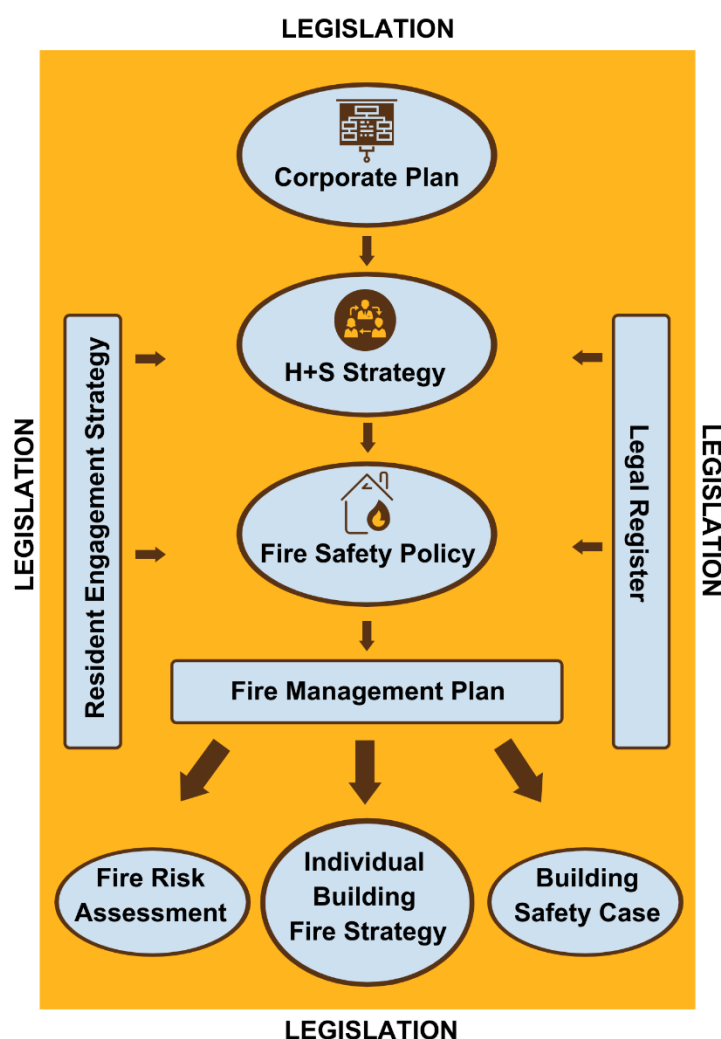 LEGISLATION
Corporate Plan
H+S Strategy
Resident Engagement Strategy
Legal Register
LEGISLATION
LEGISLATION
Fire Safety Policy
Fire Management Plan
Fire Risk
Assessment
Individual
Building
Fire Strategy
Building
Safety Case
LEGISLATION